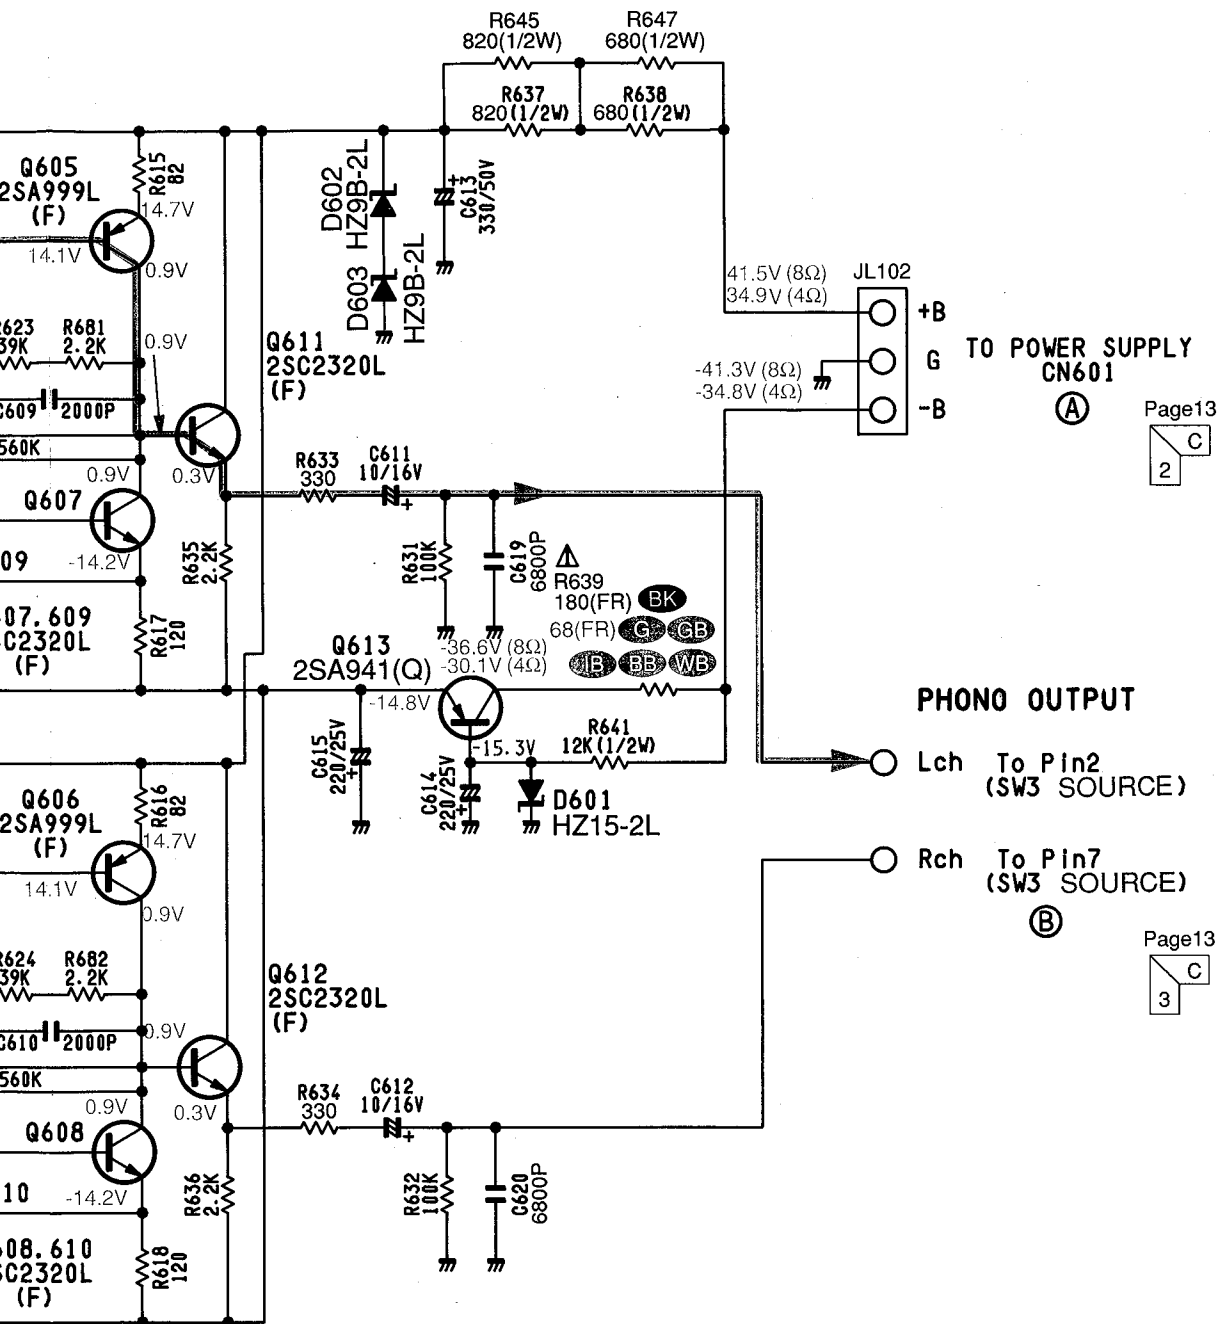 R645
820(1/2W)
R647
680(1/2W)
R637
820(1/2W)
R638
680(1/2W)
Q605
2SA999L
(F)
R615
82
14.7V
14.1V
0.9V
D602
HZ9B-2L
D603
HZ9B-2L
C613
330/50V
+
41.5V (8Ω)
34.9V (4Ω)
JL102
+B
G
-B
-41.3V (8Ω)
-34.8V (4Ω)
TO POWER SUPPLY
CN601
A
Page13
C
2
R681
2.2K
39K
0.9V
Q611
2SC2320L
(F)
C609
2000P
560K
0.9V
0.3V
Q607
-14.2V
09
07.609
C2320L
(F)
R617
120
R635
2.2K
R633
330
C611
10/16V
+
R631
100K
C619
6800P
R639
180(FR)
BK
68(FR)
G
GB
BB
WB
Q613
2SA941(Q)
-36.6V (8Ω)
-30.1V (4Ω)
-14.8V
-15.3V
R641
12K(1/2W)
C615
220/25V
+
C614
220/25V
+
D601
HZ15-2L
PHONO OUTPUT
Lch To Pin2
(SW3 SOURCE)
Rch To Pin7
(SW3 SOURCE)
B
Page13
C
3
Q606
2SA999L
(F)
R616
82
14.7V
14.1V
0.9V
R624
39K
R682
2.2K
C610
2000P
0.9V
560K
0.9V
0.3V
Q612
2SC2320L
(F)
Q608
-14.2V
10
608.610
C2320L
(F)
R618
120
R636
2.2K
R634
330
C612
10/16V
+
R632
100K
C620
6800P